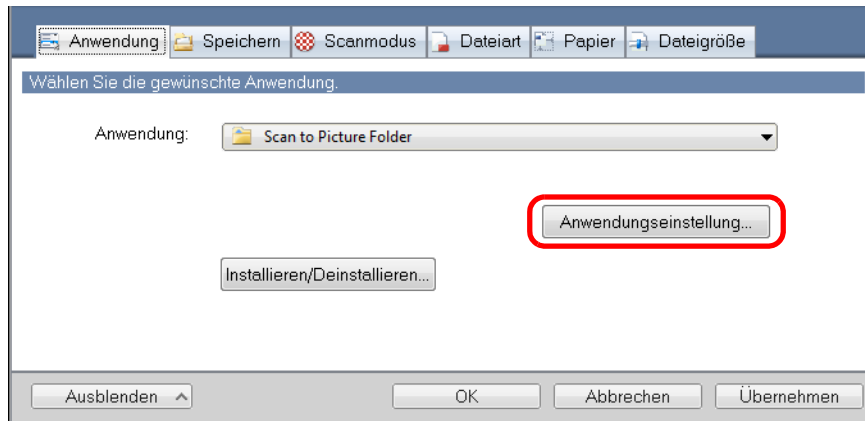 Anwendung Speichern Scanmodus Dateiart Papier Dateigröße
Wählen Sie die gewünschte Anwendung.
Anwendung: Scan to Picture Folder
Anwendungseinstellung...
Installieren/Deinstallieren...
Ausblenden OK Abbrechen Übernehmen